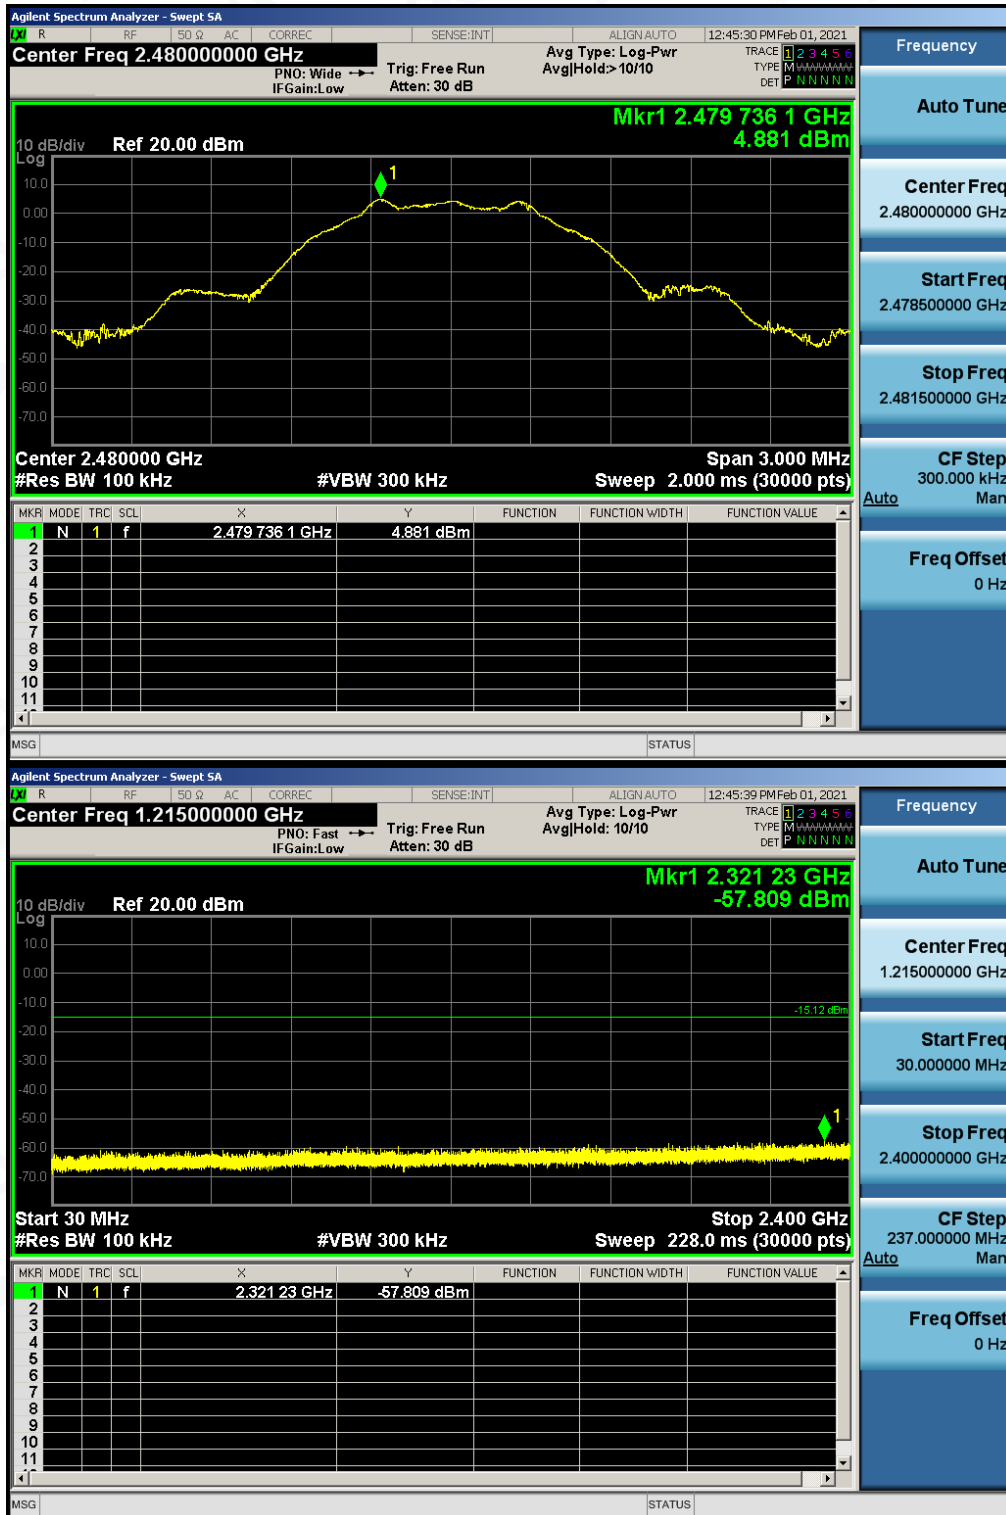 Agilent Spectrum Analyzer - Swept SA
LXI R RF 50 Ω AC CORREC SENSE:INT ALIGN AUTO 12:45:30 PM Feb 01, 2021
Center Freq 2.480000000 GHz
PNO: Wide
IFGain:Low
Trig: Free Run
Atten: 30 dB
Avg Type: Log-Pwr
Avg|Hold:> 10/10
TRACE 1 2 3 4 5 6
TYPE M
DET P N N N N N
Mkr1 2.479 736 1 GHz
4.881 dBm
10 dB/div Ref 20.00 dBm
Log
1
10.0
0.00
-10.0
-20.0
-30.0
-40.0
-50.0
-60.0
-70.0
Center 2.480000 GHz Span 3.000 MHz
#Res BW 100 kHz #VBW 300 kHz Sweep 2.000 ms (30000 pts)
MKR MODE TRC SCL X Y FUNCTION FUNCTION WIDTH FUNCTION VALUE
1 N 1 f 2.479 736 1 GHz 4.881 dBm
2
3
4
5
6
7
8
9
10
11
MSG STATUS
Frequency
Auto Tune
Center Freq
2.480000000 GHz
Start Freq
2.478500000 GHz
Stop Freq
2.481500000 GHz
CF Step
300.000 kHz
Auto Man
Freq Offset
0 Hz
Agilent Spectrum Analyzer - Swept SA
LXI R RF 50 Ω AC CORREC SENSE:INT ALIGN AUTO 12:45:39 PM Feb 01, 2021
Center Freq 1.215000000 GHz
PNO: Fast
IFGain:Low
Trig: Free Run
Atten: 30 dB
Avg Type: Log-Pwr
Avg|Hold: 10/10
TRACE 1 2 3 4 5 6
TYPE M
DET P N N N N N
Mkr1 2.321 23 GHz
-57.809 dBm
10 dB/div Ref 20.00 dBm
Log
10.0
0.00
-10.0
-15.12 dBm
-20.0
-30.0
-40.0
-50.0
1
-60.0
-70.0
Start 30 MHz Stop 2.400 GHz
#Res BW 100 kHz #VBW 300 kHz Sweep 228.0 ms (30000 pts)
MKR MODE TRC SCL X Y FUNCTION FUNCTION WIDTH FUNCTION VALUE
1 N 1 f 2.321 23 GHz -57.809 dBm
2
3
4
5
6
7
8
9
10
11
MSG STATUS
Frequency
Auto Tune
Center Freq
1.215000000 GHz
Start Freq
30.000000 MHz
Stop Freq
2.400000000 GHz
CF Step
237.000000 MHz
Auto Man
Freq Offset
0 Hz